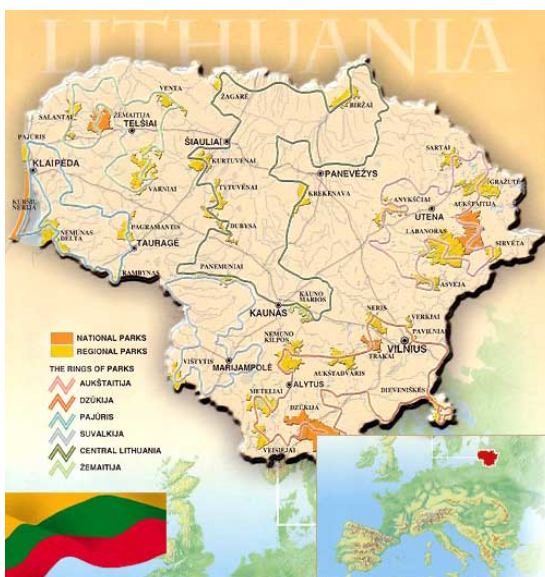 LITHUANIA
VENTA
ŽAGARĖ
BIRŽAI
SALANTAI
ŽEMAITIJA
TELŠIAI
PAJŪRIS
ŠIAULIAI
SARTAI
KLAIPĖDA
KURTUVĖNAI
PANEVĖŽYS
GRAŽUTĖ
VARNIAI
TYTUVĖNAI
KREKENAVA
ANYKŠČIAI
KURŠIŲ
NERIJA
UTENA
AUKŠTAITIJA
PAGRAMANTIS
LABANORAS
NEMUNAS
DELTA
DUBYSA
SIRVĖTA
TAURAGĖ
RAMBYNAS
PANEMUNIAI
ASVEJA
KAUNO
MARIOS
KAUNAS
NERIS
VERKIAI
PAVILNIAI
NATIONAL PARKS
REGIONAL PARKS
NEMUNO
KILPOS
VILNIUS
TRAKAI
VIŠTYTIS
MARIJAMPOLĖ
AUKŠTADVARIS
THE RINGS OF PARKS
AUKŠTAITIJA
DZŪKIJA
PAJŪRIS
SUVALKIJA
CENTRAL LITHUANIA
ŽEMAITIJA
ALYTUS
DIEVENIŠKĖS
METELIAI
DZŪKIJA
VEISIEJAI